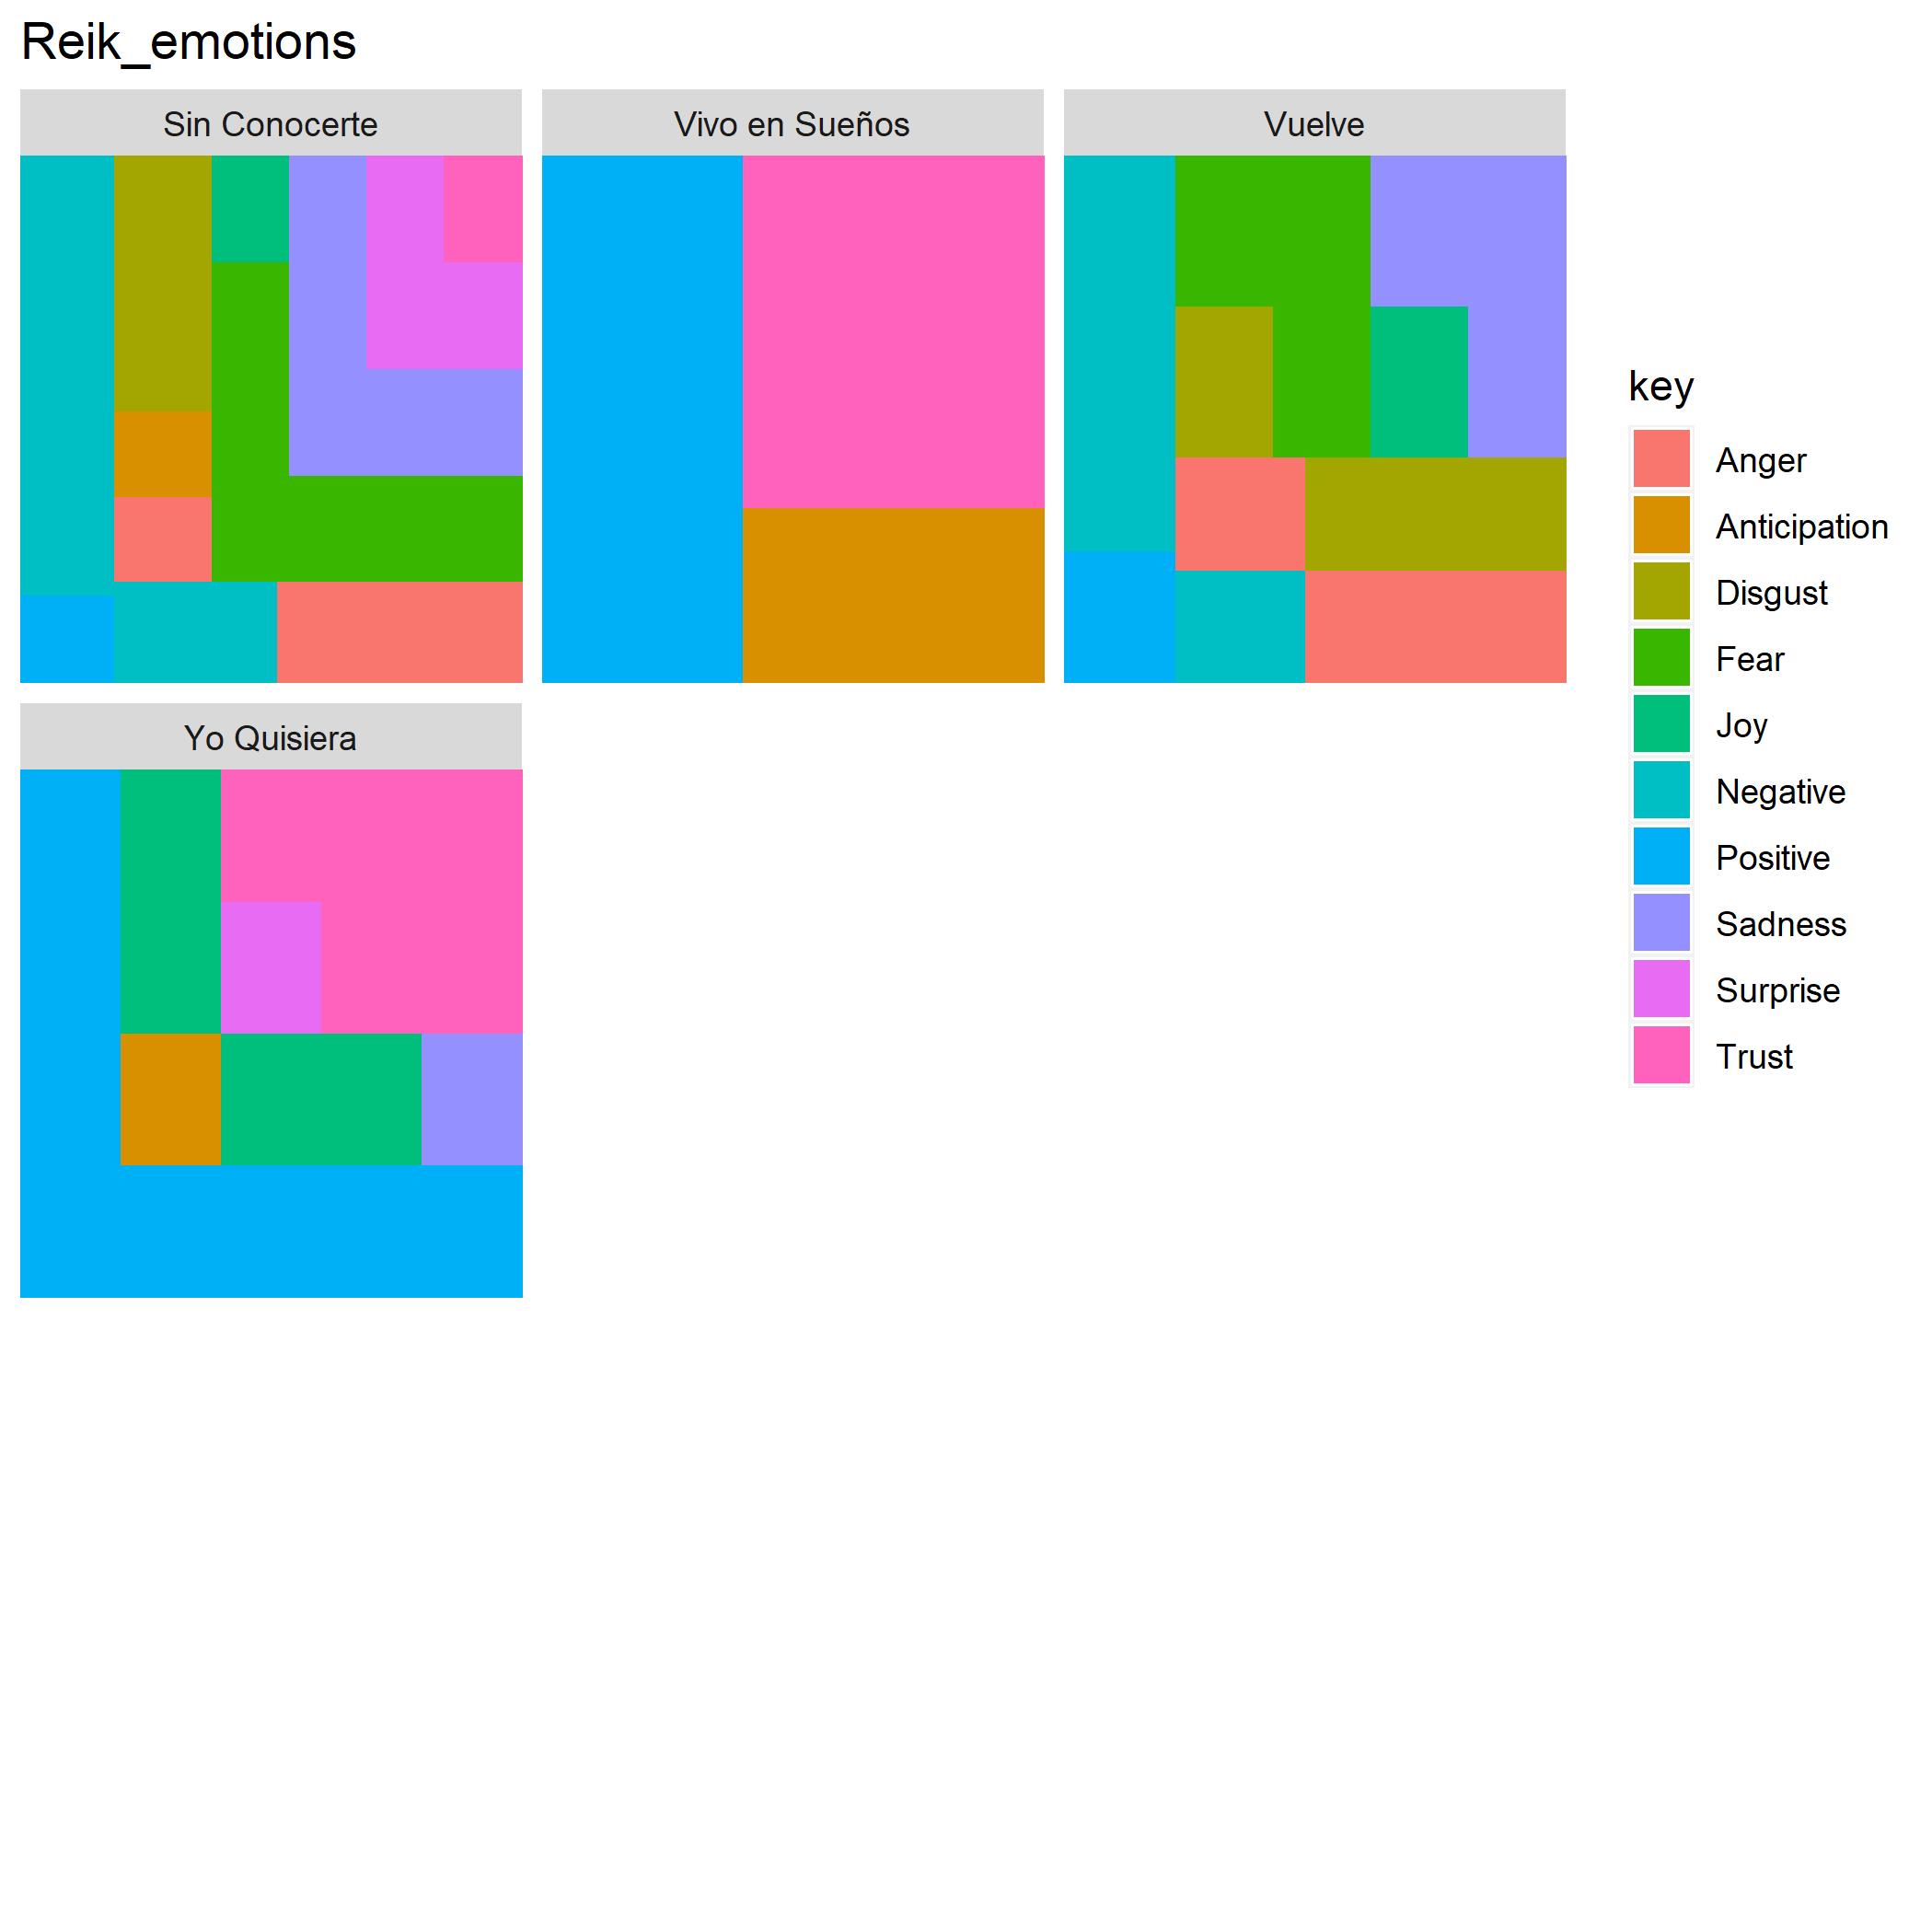 Reik_emotions
Sin Conocerte
Vivo en Sueños
Vuelve
Yo Quisiera
key
Anger
Anticipation
Disgust
Fear
Joy
Negative
Positive
Sadness
Surprise
Trust